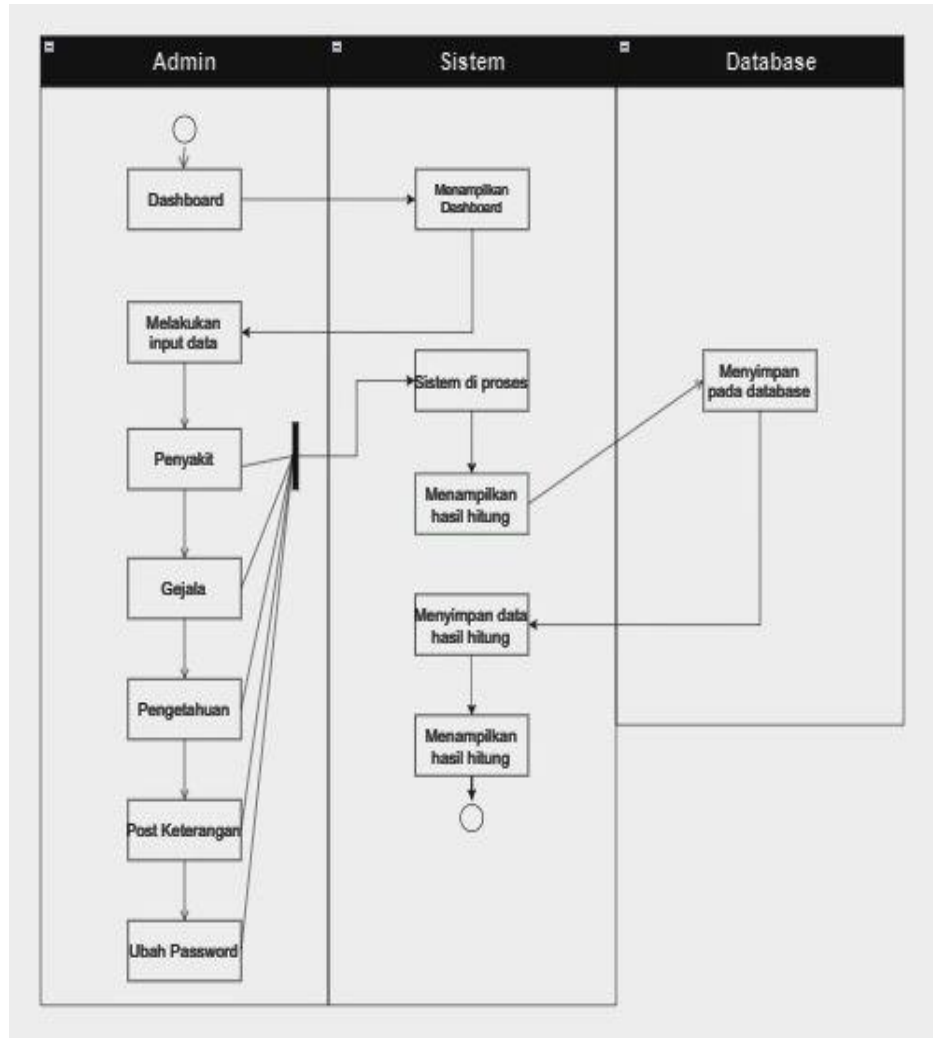 Admin
Sistem
Database
Dashboard
Menampilkan
Dashboard
Melakukan
input data
Sistem di proses
Menyimpan
pada database
Penyakit
Menampilkan
hasil hitung
Gejala
Menyimpan data
hasil hitung
Pengetahuan
Menampilkan
hasil hitung
Post Keterangan
Ubah Password